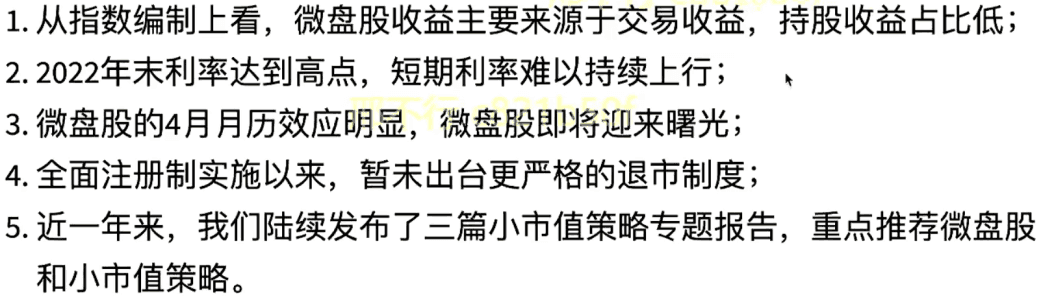 1. 从指数编制上看，微盘股收益主要来源于交易收益，持股收益占比低；
2. 2022年末利率达到高点，短期利率难以持续上行；
3. 微盘股的4月月历效应明显，微盘股即将迎来曙光；
4. 全面注册制实施以来，暂未出台更严格的退市制度；
5. 近一年来，我们陆续发布了三篇小市值策略专题报告，重点推荐微盘股
和小市值策略。